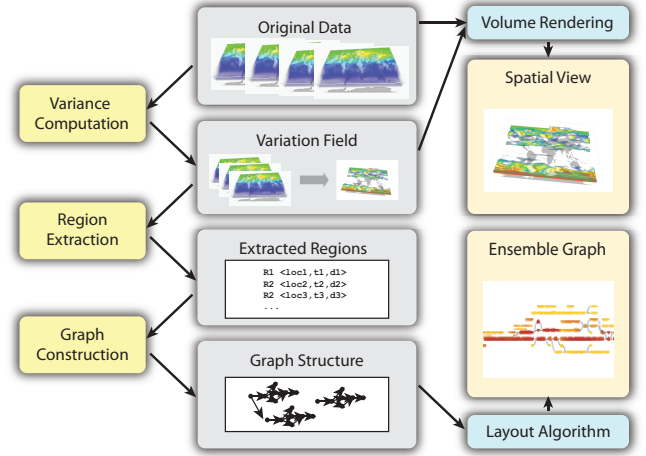 Original Data
Volume Rendering
Spatial View
Variance
Computation
Variation Field
Region
Extraction
Extracted Regions
R1 <loc1,t1,d1>
R2 <loc2,t2,d2>
R2 <loc3,t3,d3>
...
Ensemble Graph
Graph
Construction
Graph Structure
Layout Algorithm